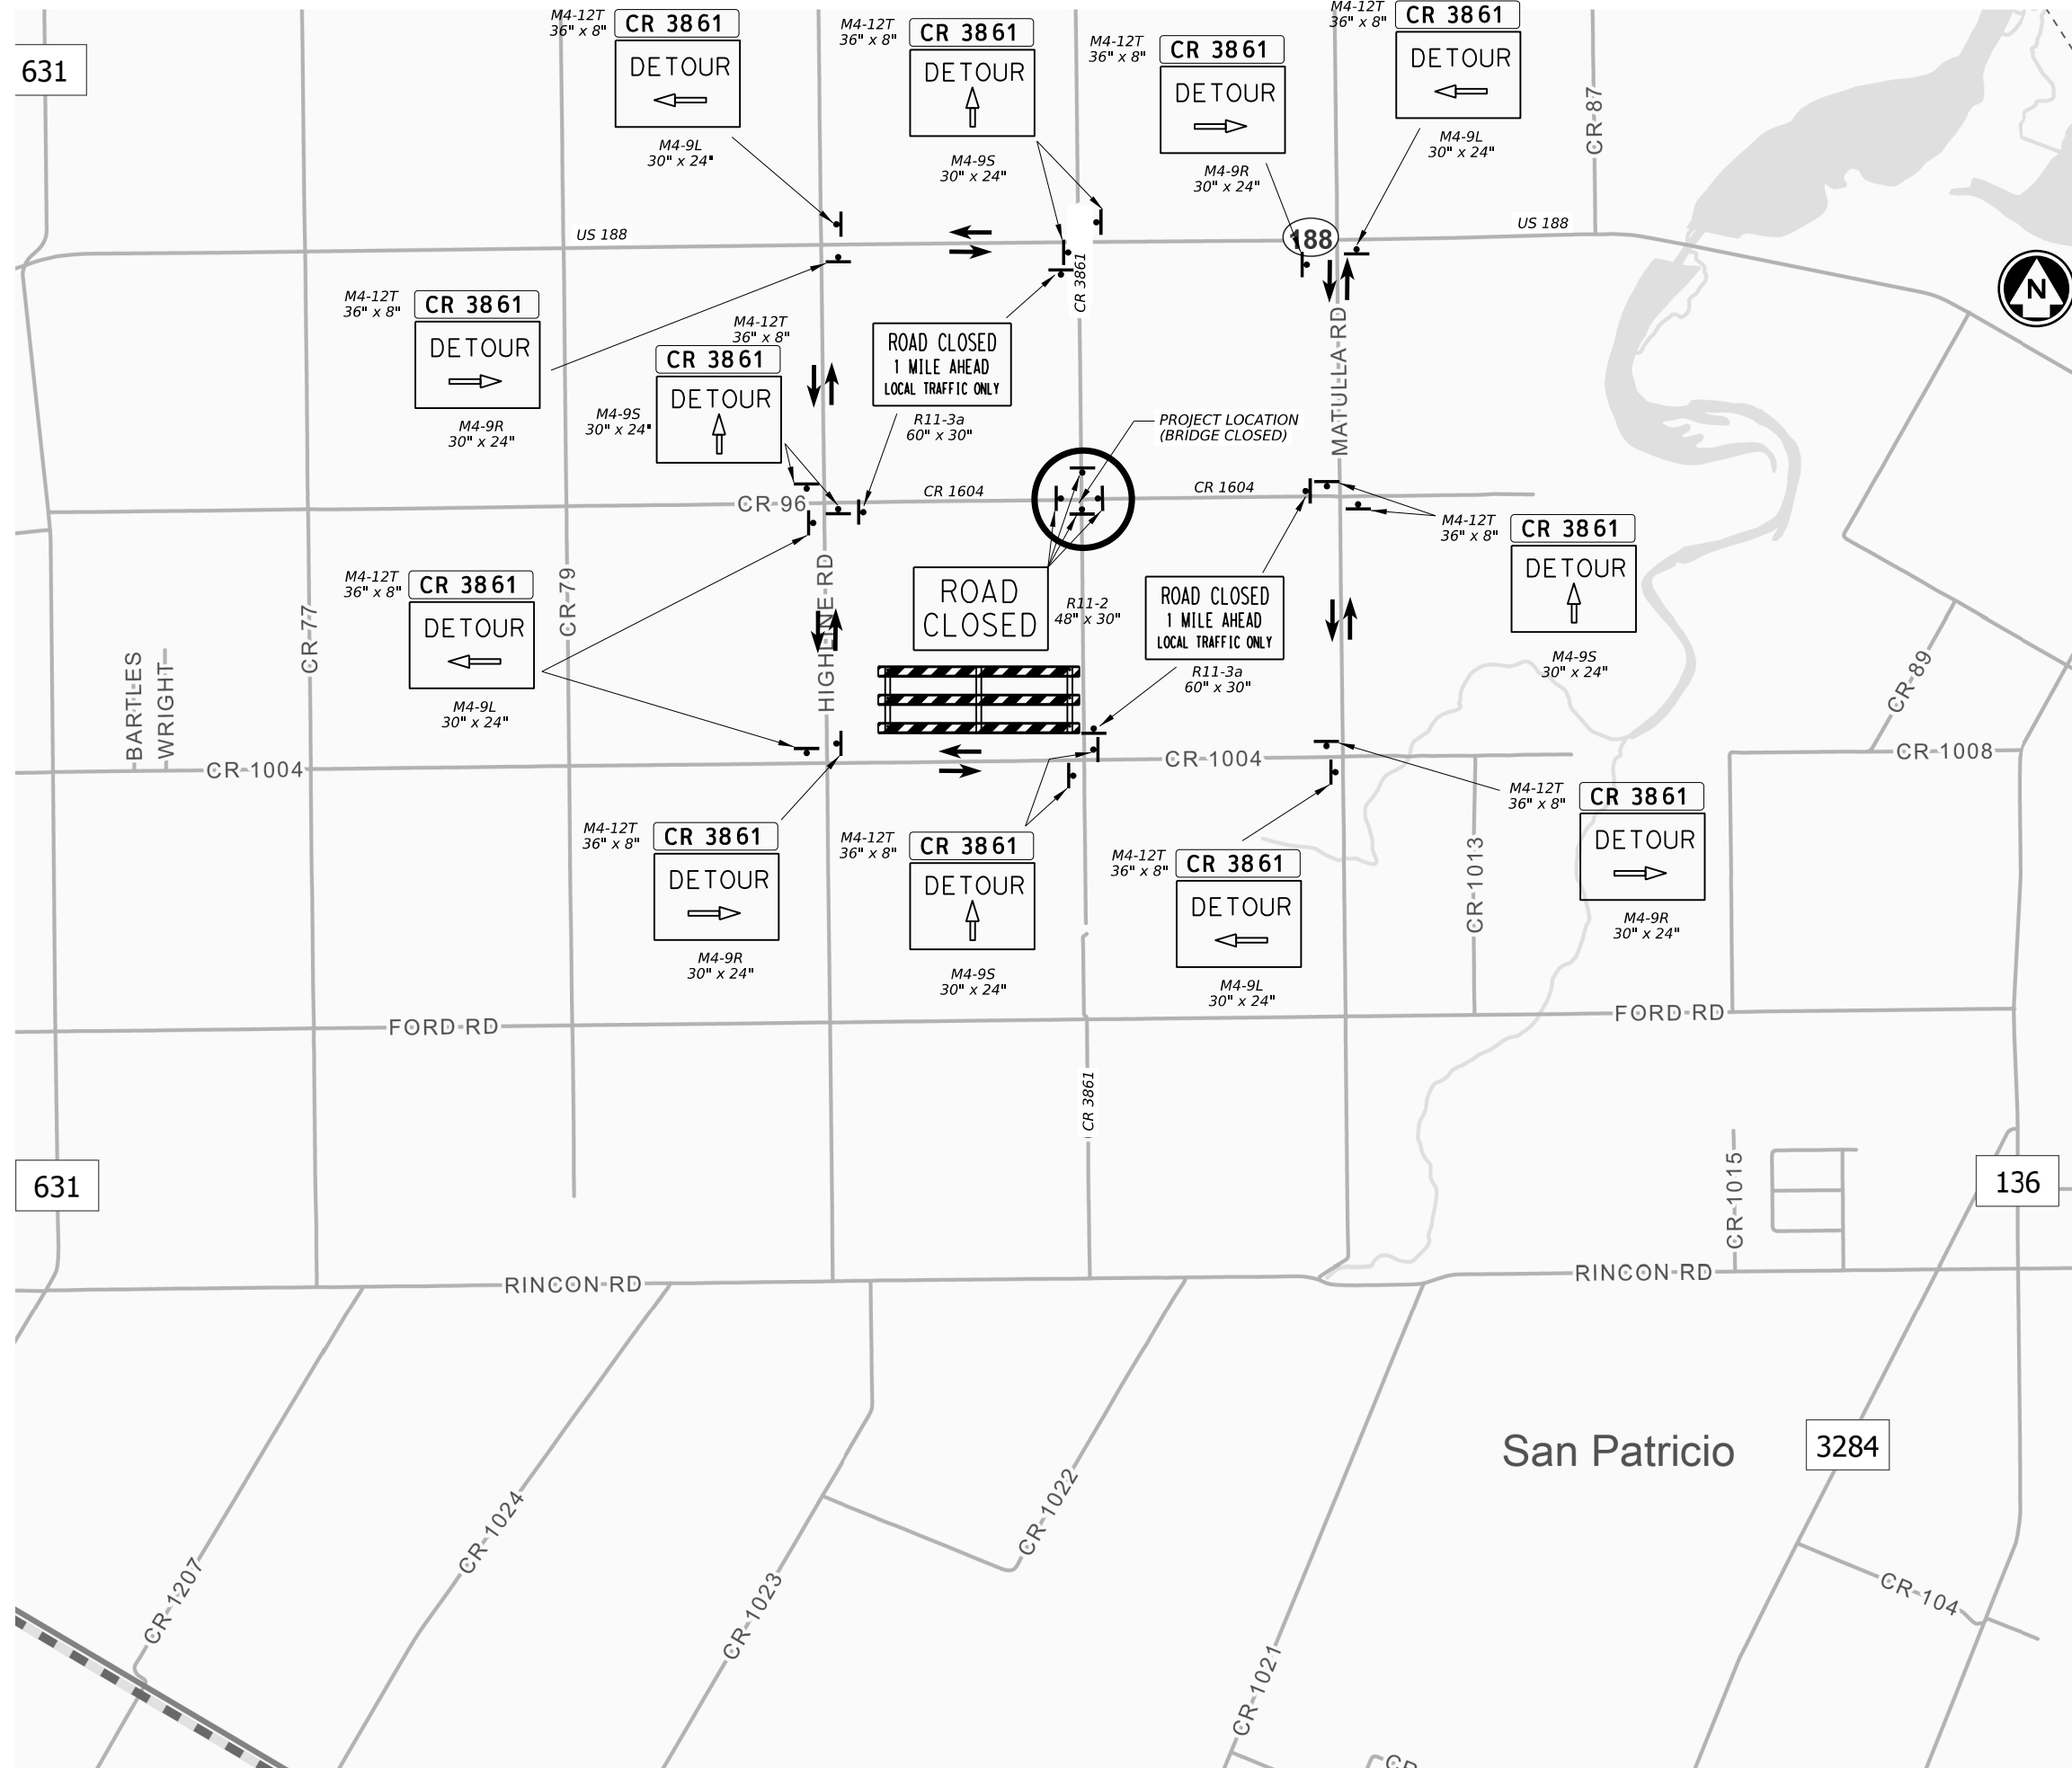 M4-12T
36" x 8"
CR 3861
DETOUR
M4-9L
30" x 24"
M4-12T
36" x 8"
CR 3861
DETOUR
M4-9S
30" x 24"
M4-12T
36" x 8"
CR 3861
DETOUR
M4-9R
30" x 24"
M4-12T
36" x 8"
CR 3861
DETOUR
M4-9L
30" x 24"
631
CR-87
US 188
188
US 188
CR 3861
N
M4-12T
36" x 8"
CR 3861
DETOUR
M4-9R
30" x 24"
M4-12T
36" x 8"
CR 3861
DETOUR
M4-9S
30" x 24"
ROAD CLOSED
1 MILE AHEAD
LOCAL TRAFFIC ONLY
R11-3a
60" x 30"
PROJECT LOCATION
(BRIDGE CLOSED)
MATULLA RD
CR-96
CR 1604
CR 1604
M4-12T
36" x 8"
CR 3861
DETOUR
M4-9S
30" x 24"
M4-12T
36" x 8"
CR 3861
DETOUR
M4-9L
30" x 24"
CR-77
CR-79
HIGHLINE RD
ROAD
CLOSED
R11-2
48" x 30"
ROAD CLOSED
1 MILE AHEAD
LOCAL TRAFFIC ONLY
R11-3a
60" x 30"
BARTLES
WRIGHT
CR-89
CR-1004
CR-1004
CR-1008
M4-12T
36" x 8"
CR 3861
DETOUR
M4-9R
30" x 24"
M4-12T
36" x 8"
CR 3861
DETOUR
M4-9S
30" x 24"
M4-12T
36" x 8"
CR 3861
DETOUR
M4-9L
30" x 24"
CR-1013
M4-12T
36" x 8"
CR 3861
DETOUR
M4-9R
30" x 24"
FORD RD
FORD RD
CR 3861
631
CR-1015
136
RINCON RD
RINCON RD
San Patricio
3284
CR-1207
CR-1024
CR-1023
CR-1022
CR-1021
CR-104
CR